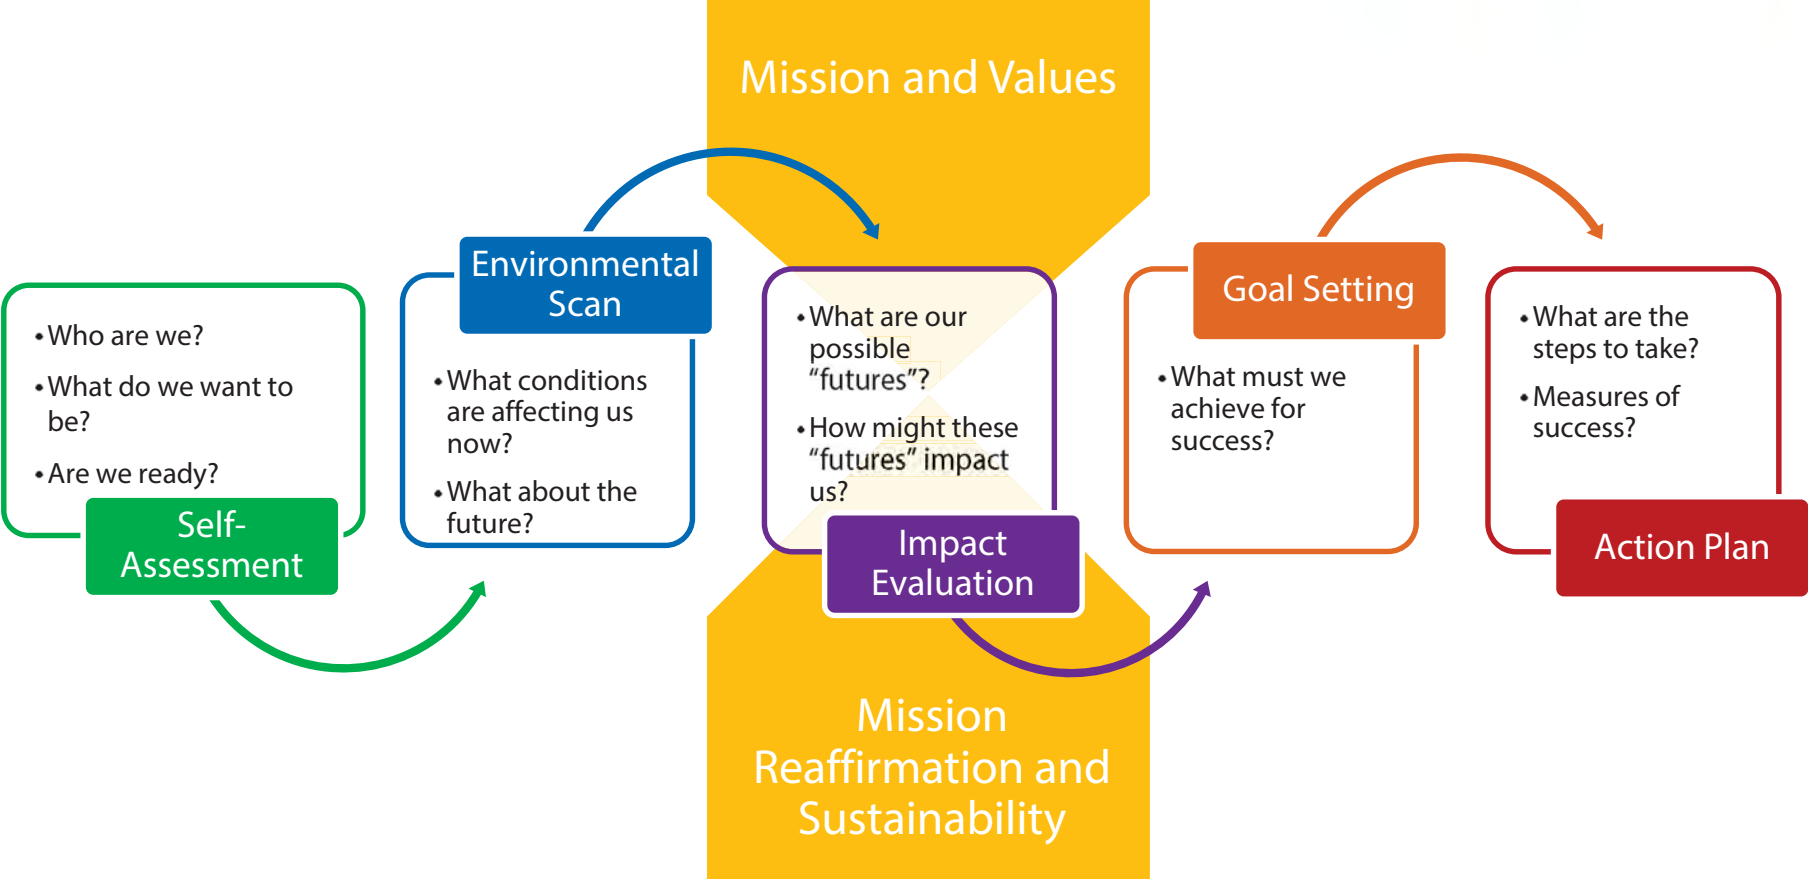 Mission and Values
• Who are we?
• What do we want to
be?
• Are we ready?
Self-
Assessment
Environmental
Scan
• What conditions
are affecting us
now?
• What about the
future?
• What are our
possible
“futures”?
• How might these
“futures” impact
us?
Impact
Evaluation
Goal Setting
• What must we
achieve for
success?
• What are the
steps to take?
• Measures of
success?
Action Plan
Mission
Reaffirmation and
Sustainability